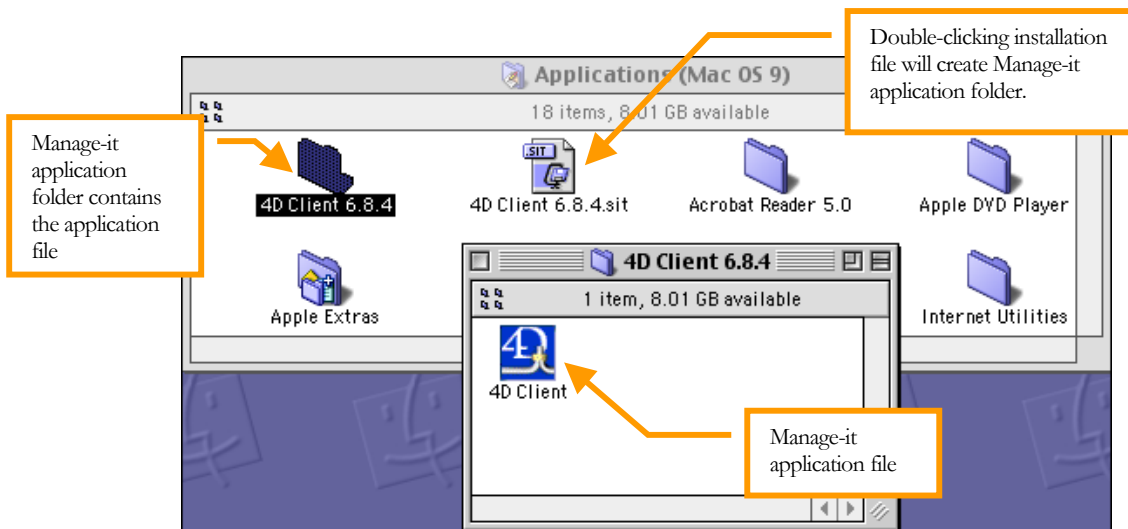 Double-clicking installation
file will create Manage-it
application folder.
Applications (Mac OS 9)
18 items, 8.01 GB available
Manage-it
application
folder contains
the application
file
.SIT
4D Client 6.8.4
4D Client 6.8.4.sit
Acrobat Reader 5.0
Apple DVD Player
Apple Extras
Internet Utilities
4D Client 6.8.4
1 item, 8.01 GB available
4D
4D Client
Manage-it
application file